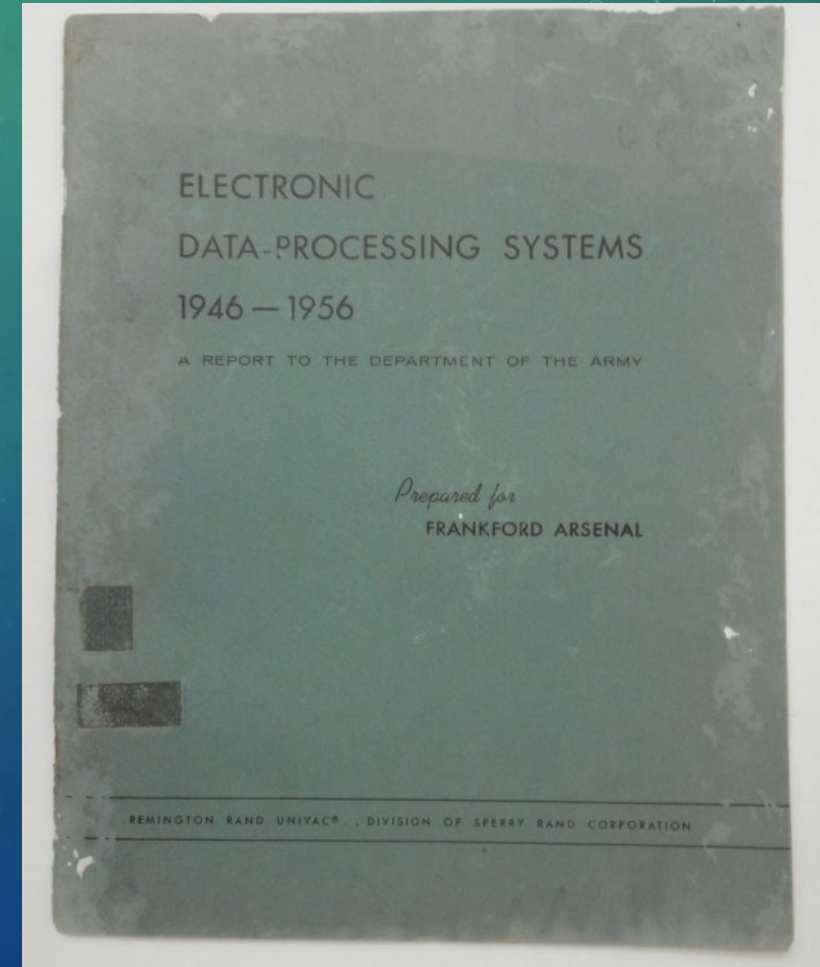 ELECTRONIC
DATA-PROCESSING SYSTEMS
1946 — 1956
A REPORT TO THE DEPARTMENT OF THE ARMY
Prepared for
FRANKFORD ARSENAL
REMINGTON RAND UNIVAC® . . DIVISION OF SPERRY RAND CORPORATION